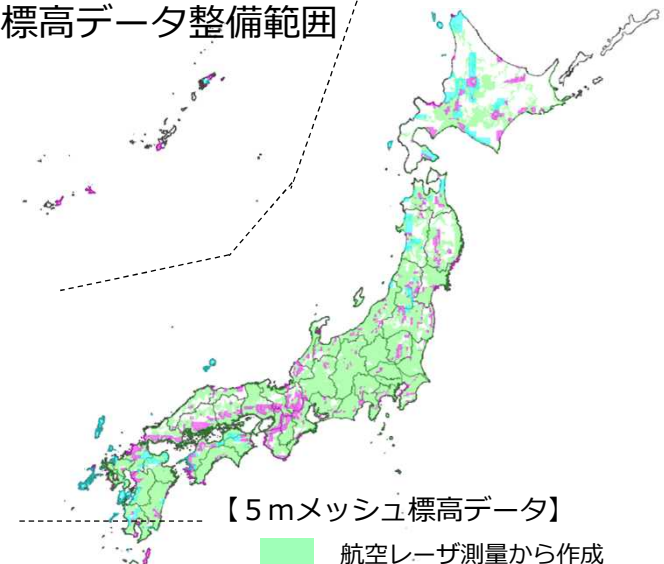 標高データ整備範囲
【５ｍメッシュ標高データ】
航空レーザ測量から作成